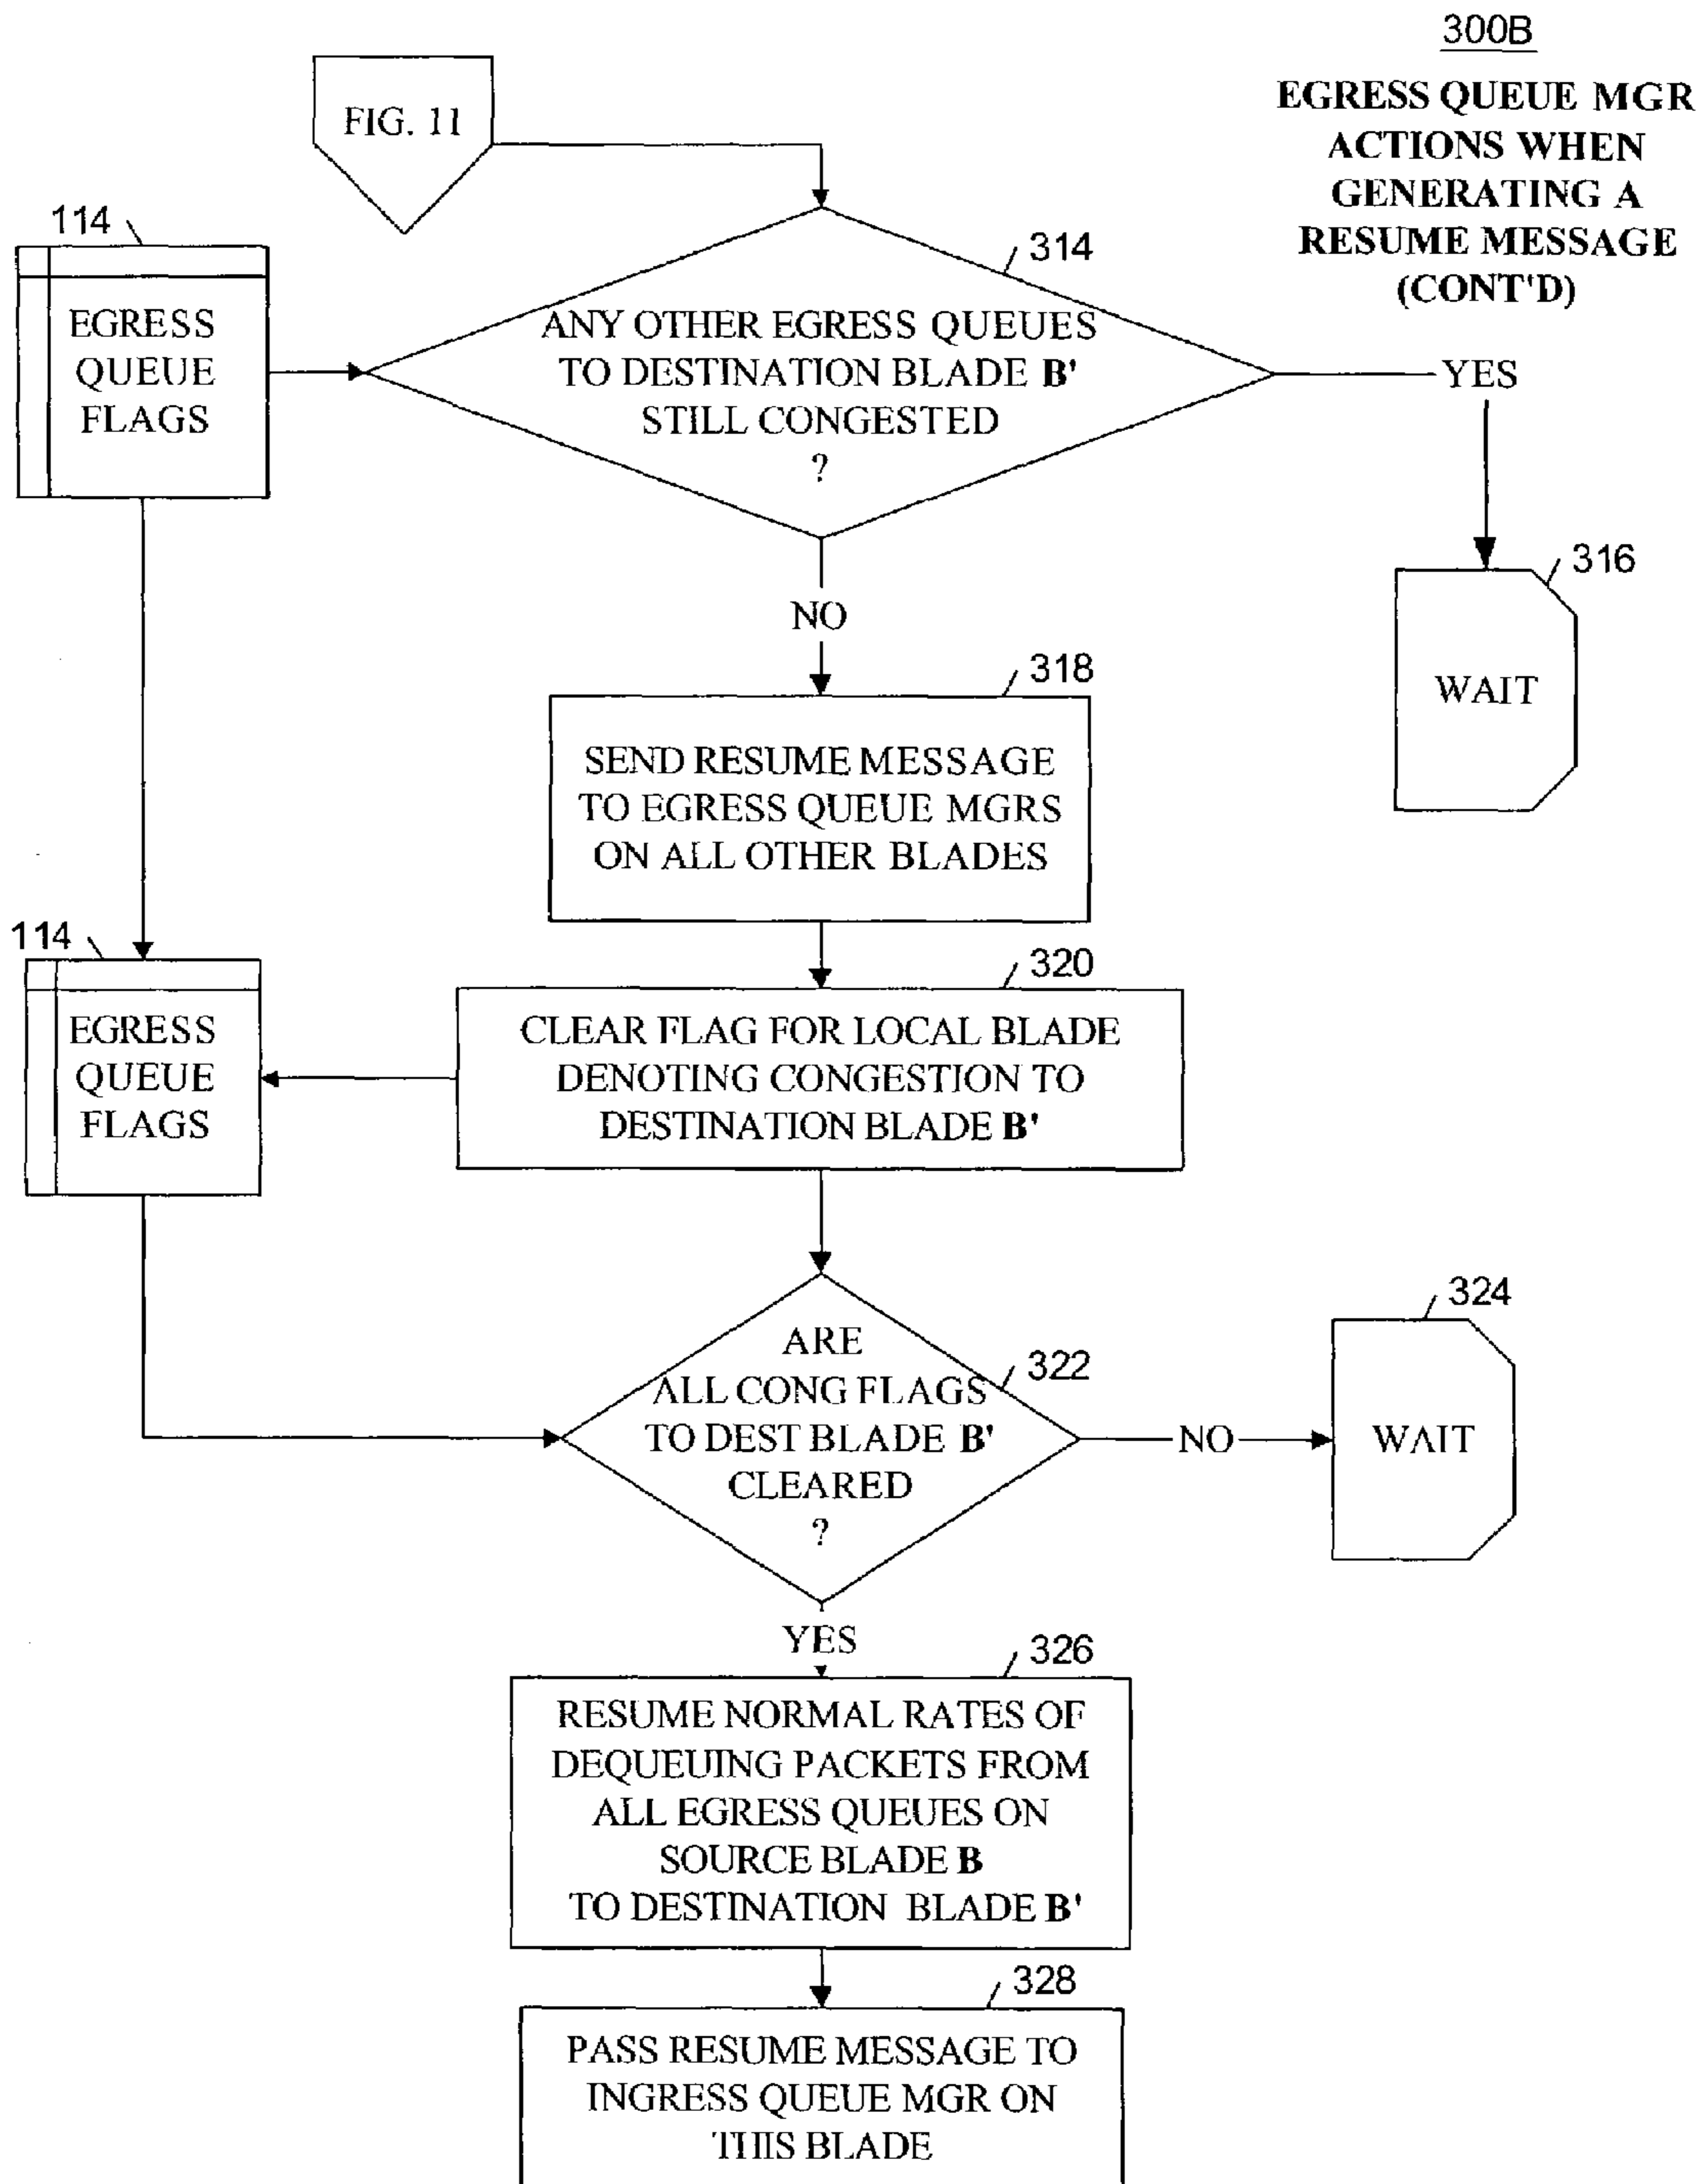 300B
EGRESS QUEUE MGR
ACTIONS WHEN
GENERATING A
RESUME MESSAGE
(CONT'D)
FIG. 11
114
EGRESS
QUEUE
FLAGS
314
ANY OTHER EGRESS QUEUES
TO DESTINATION BLADE B'
STILL CONGESTED
?
YES
316
WAIT
NO
318
SEND RESUME MESSAGE
TO EGRESS QUEUE MGRS
ON ALL OTHER BLADES
114
EGRESS
QUEUE
FLAGS
320
CLEAR FLAG FOR LOCAL BLADE
DENOTING CONGESTION TO
DESTINATION BLADE B'
322
ARE
ALL CONG FLAGS
TO DEST BLADE B'
CLEARED
?
NO
324
WAIT
YES
326
RESUME NORMAL RATES OF
DEQUEUING PACKETS FROM
ALL EGRESS QUEUES ON
SOURCE BLADE B
TO DESTINATION BLADE B'
328
PASS RESUME MESSAGE TO
INGRESS QUEUE MGR ON
THIS BLADE